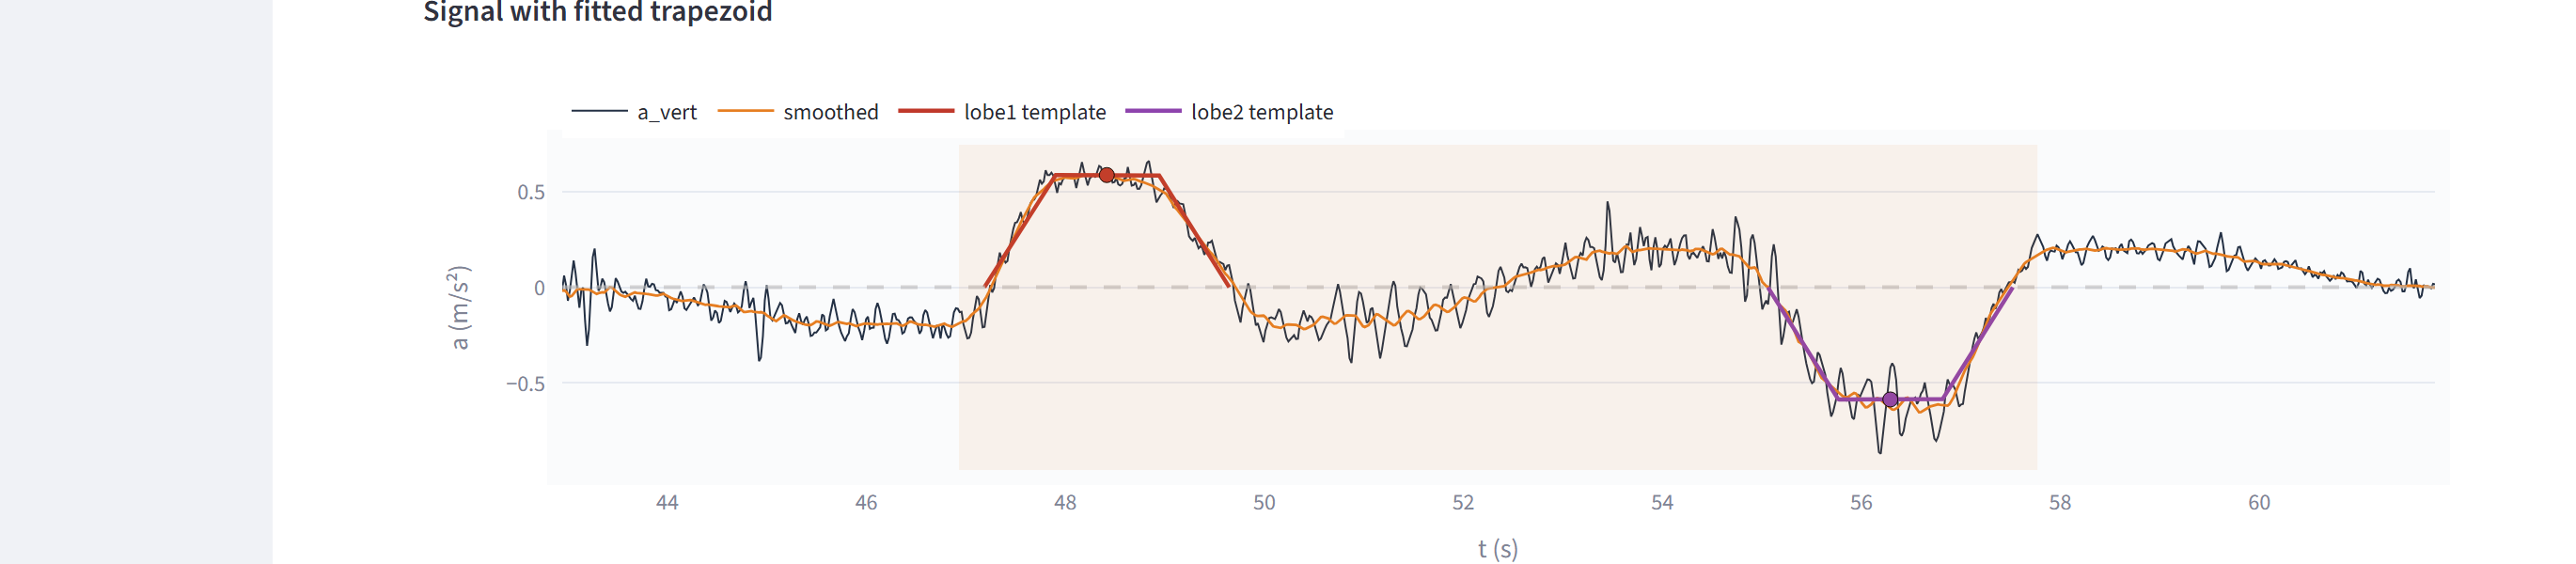 Signal with fitted trapezoid
a_vert smoothed lobe1 template lobe2 template
0.5
0
−0.5
a (m/s²)
44 46 48 50 52 54 56 58 60
t (s)